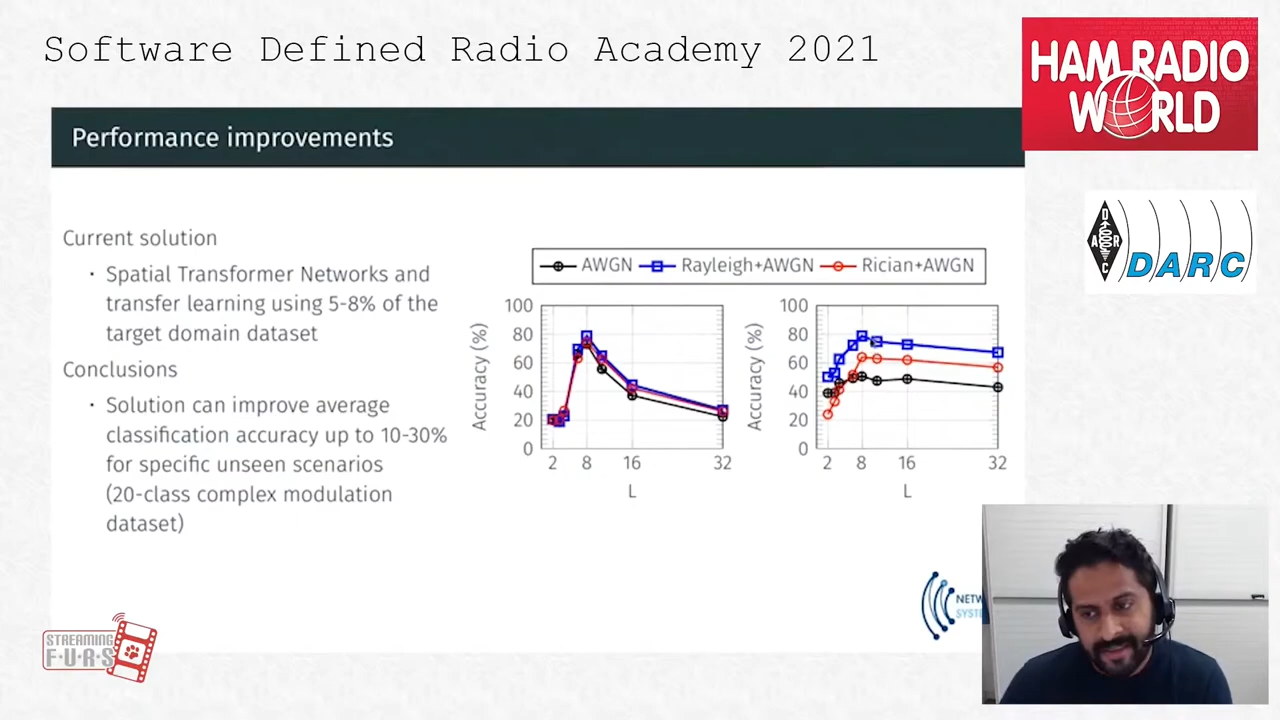 Software Defined Radio Academy 2021
HAM RADIO
WORLD
Performance improvements
DARC
DARC
Current solution
· Spatial Transformer Networks and
transfer learning using 5-8% of the
target domain dataset
Conclusions
· Solution can improve average
classification accuracy up to 10-30%
for specific unseen scenarios
(20-class complex modulation
dataset)
AWGN Rayleigh+AWGN Rician+AWGN
Accuracy (%)
100
80
60
40
20
0
2 8 16 32
L
Accuracy (%)
100
80
60
40
20
0
2 8 16 32
L
STREAMING
F·U·R·S